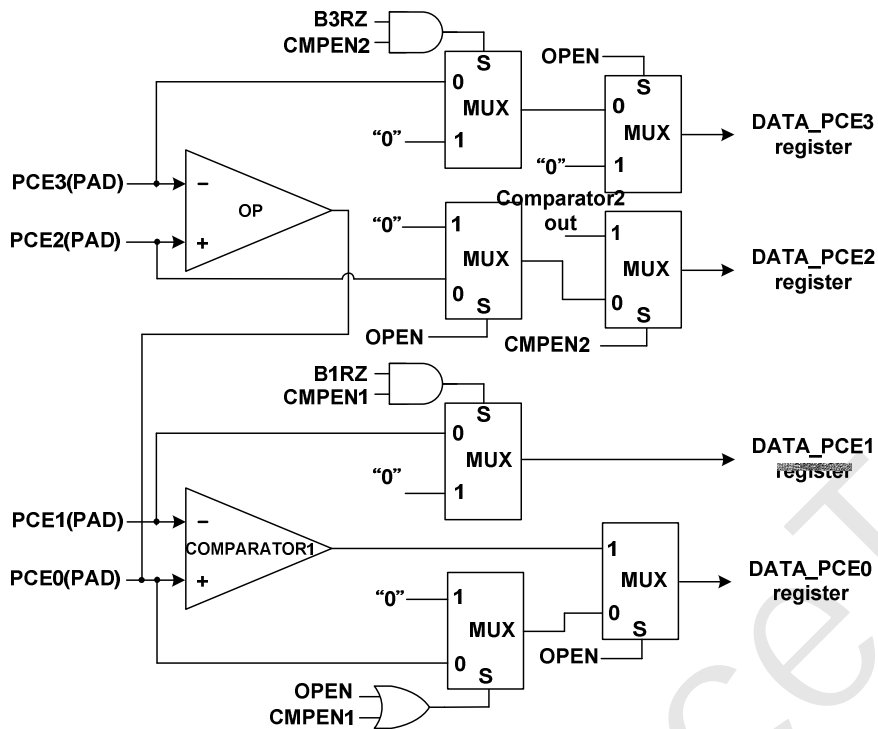 B3RZ
CMPEN2
S
0
MUX
"0"
1
OPEN
S
0
MUX
"0"
1
DATA_PCE3
register
PCE3(PAD)
–
OP
PCE2(PAD)
+
"0"
1
MUX
0
S
OPEN
Comparator2
out
1
MUX
0
S
CMPEN2
DATA_PCE2
register
B1RZ
CMPEN1
S
0
MUX
"0"
1
DATA_PCE1
register
PCE1(PAD)
–
COMPARATOR1
PCE0(PAD)
+
"0"
1
MUX
0
S
OPEN
CMPEN1
1
MUX
0
S
OPEN
DATA_PCE0
register